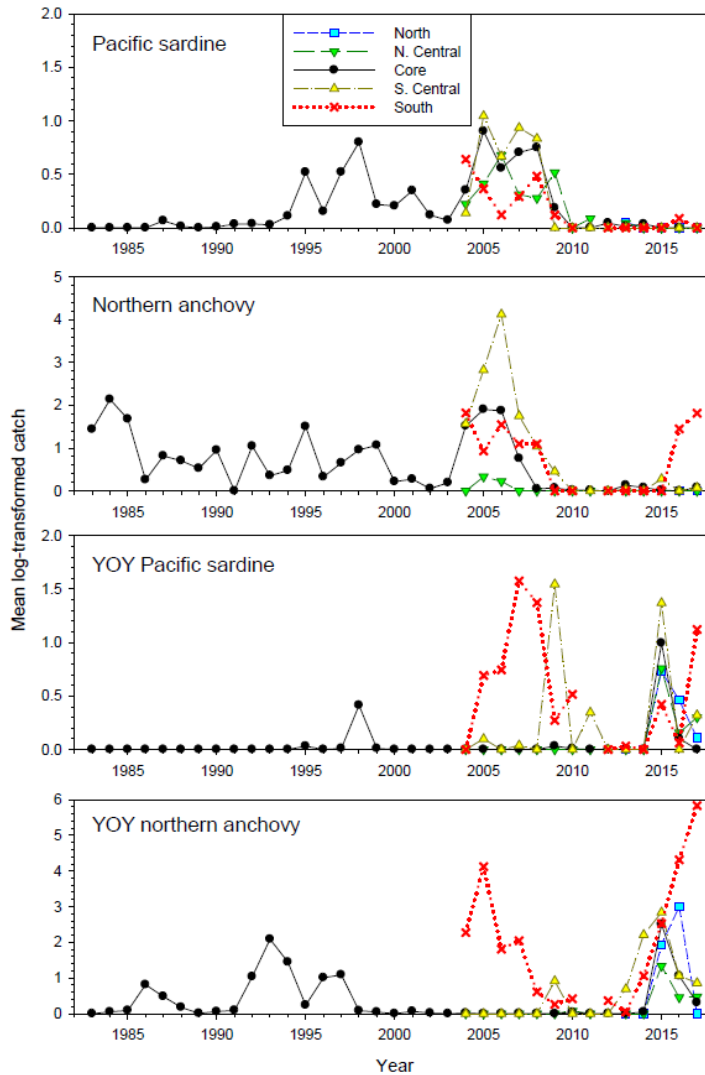 Pacific sardine
North
N. Central
Core
S. Central
South
2.0
1.5
1.0
0.5
0.0
1985 1990 1995 2000 2005 2010 2015
Northern anchovy
5
4
3
2
1
0
1985 1990 1995 2000 2005 2010 2015
Mean log-transformed catch
YOY Pacific sardine
2.0
1.5
1.0
0.5
0.0
1985 1990 1995 2000 2005 2010 2015
YOY northern anchovy
6
5
4
3
2
1
0
1985 1990 1995 2000 2005 2010 2015
Year